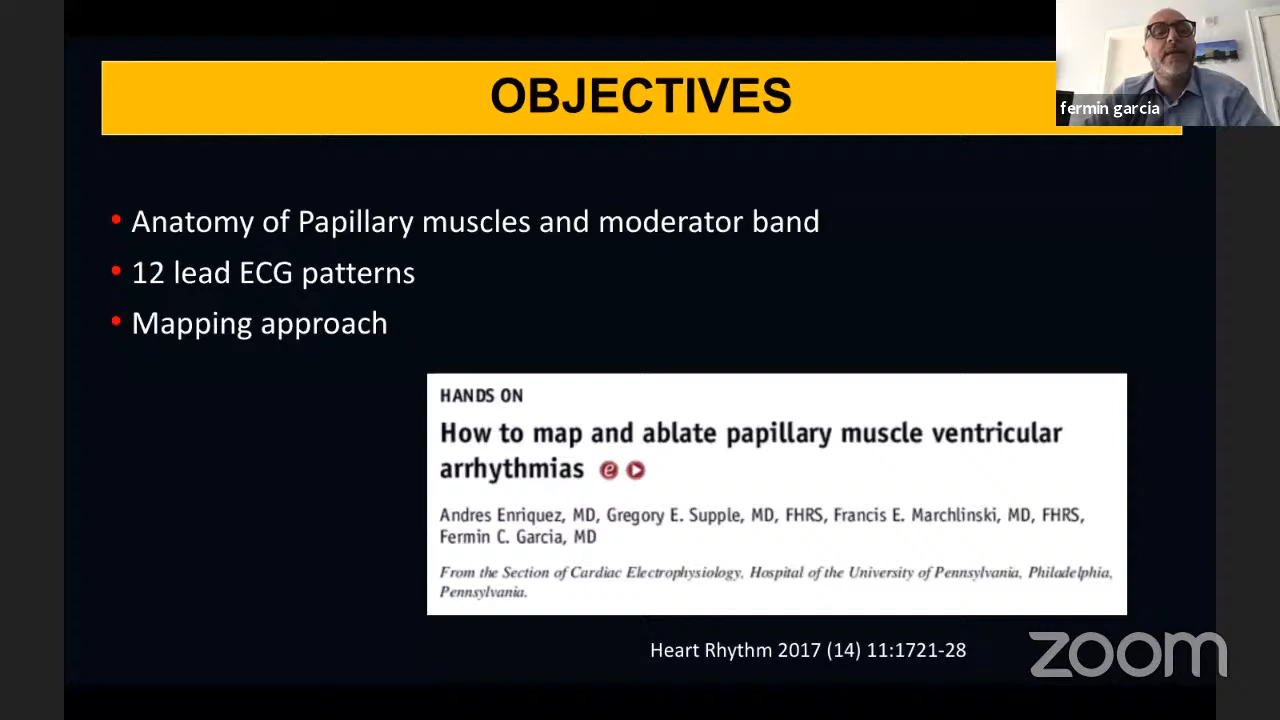 OBJECTIVES
fermin garcia
• Anatomy of Papillary muscles and moderator band
• 12 lead ECG patterns
• Mapping approach
HANDS ON
How to map and ablate papillary muscle ventricular
arrhythmias e
Andres Enriquez, MD, Gregory E. Supple, MD, FHRS, Francis E. Marchlinski, MD, FHRS,
Fermin C. Garcia, MD
From the Section of Cardiac Electrophysiology, Hospital of the University of Pennsylvania, Philadelphia,
Pennsylvania.
Heart Rhythm 2017 (14) 11:1721-28
zoom